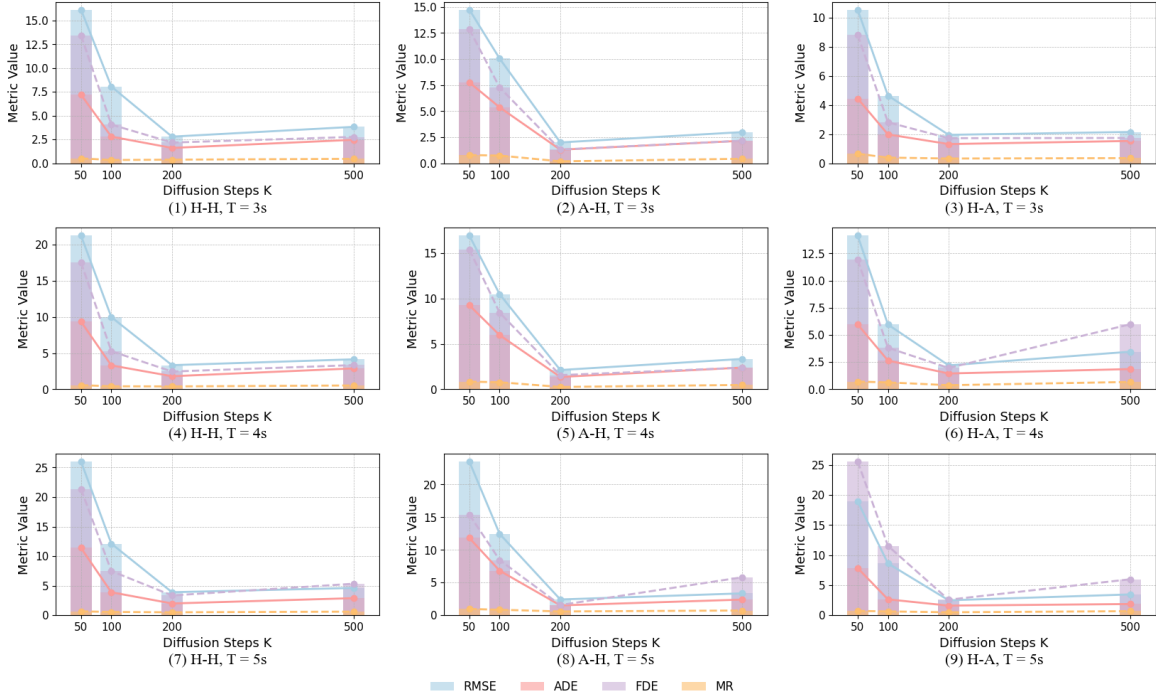 15.0
12.5
10.0
7.5
5.0
2.5
0.0
Metric Value
50 100 200 500
Diffusion Steps K
(1) H-H, T = 3s
15.0
12.5
10.0
7.5
5.0
2.5
0.0
Metric Value
50 100 200 500
Diffusion Steps K
(2) A-H, T = 3s
10
8
6
4
2
0
Metric Value
50 100 200 500
Diffusion Steps K
(3) H-A, T = 3s
20
15
10
5
0
Metric Value
50 100 200 500
Diffusion Steps K
(4) H-H, T = 4s
15
10
5
0
Metric Value
50 100 200 500
Diffusion Steps K
(5) A-H, T = 4s
12.5
10.0
7.5
5.0
2.5
0.0
Metric Value
50 100 200 500
Diffusion Steps K
(6) H-A, T = 4s
25
20
15
10
5
0
Metric Value
50 100 200 500
Diffusion Steps K
(7) H-H, T = 5s
20
15
10
5
0
Metric Value
50 100 200 500
Diffusion Steps K
(8) A-H, T = 5s
25
20
15
10
5
0
Metric Value
50 100 200 500
Diffusion Steps K
(9) H-A, T = 5s
RMSE ADE FDE MR